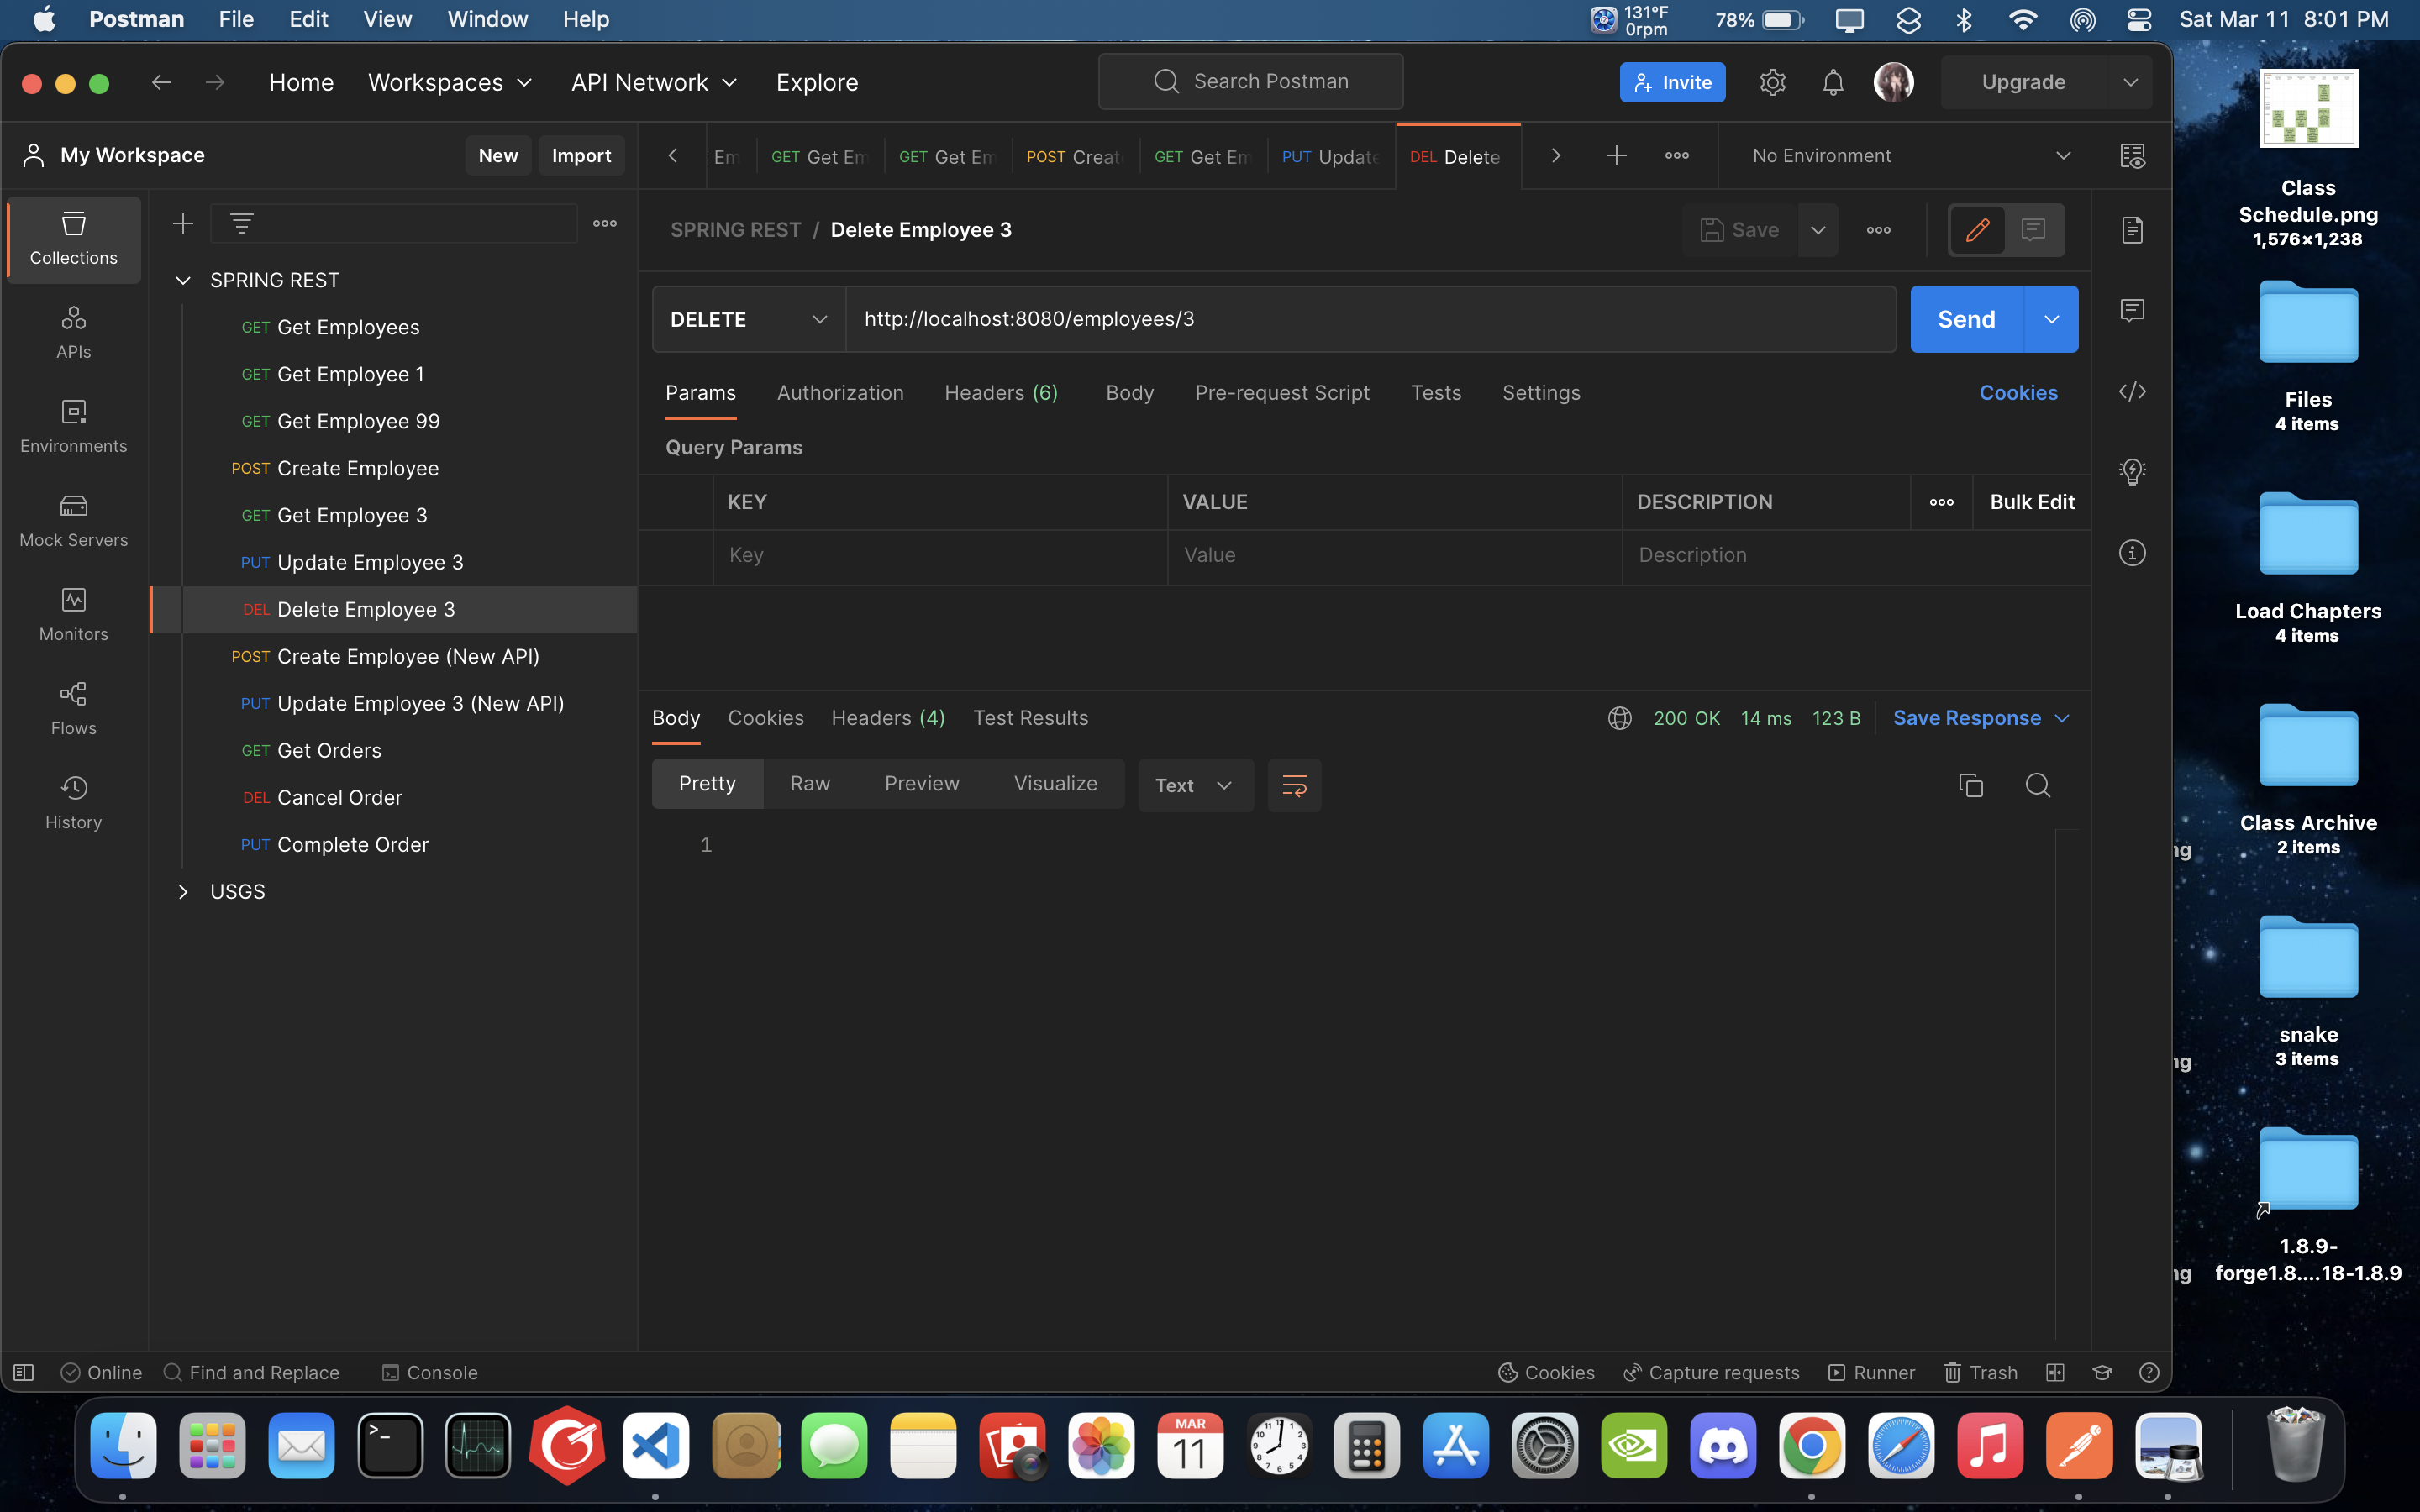 Postman File Edit View Window Help
131°F
0rpm
78%
Sat Mar 11 8:01 PM
Home Workspaces API Network Explore
Search Postman
Invite
Upgrade
My Workspace
New Import
GET Get Em
GET Get Em
POST Creat
GET Get Em
PUT Update
DEL Delete
No Environment
Collections
APIs
Environments
Mock Servers
Monitors
Flows
History
SPRING REST
GET Get Employees
GET Get Employee 1
GET Get Employee 99
POST Create Employee
GET Get Employee 3
PUT Update Employee 3
DEL Delete Employee 3
POST Create Employee (New API)
PUT Update Employee 3 (New API)
GET Get Orders
DEL Cancel Order
PUT Complete Order
USGS
SPRING REST / Delete Employee 3
Save
DELETE
http://localhost:8080/employees/3
Send
Params Authorization Headers (6) Body Pre-request Script Tests Settings
Cookies
Query Params
KEY VALUE DESCRIPTION
Bulk Edit
Key Value Description
Body Cookies Headers (4) Test Results
200 OK 14 ms 123 B
Save Response
Pretty Raw Preview Visualize
Text
1
Online
Find and Replace
Console
Cookies
Capture requests
Runner
Trash
Class
Schedule.png
1,576×1,238
Files
4 items
Load Chapters
4 items
Class Archive
2 items
snake
3 items
1.8.9-
forge1.8....18-1.8.9
MAR
11